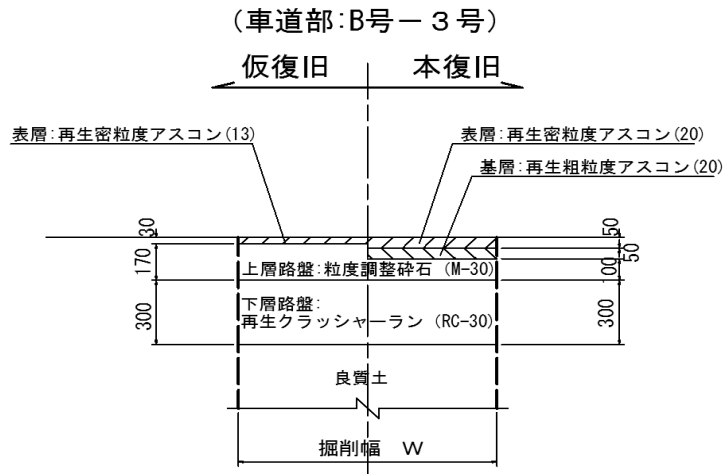 (車道部:B号－３号)
仮復旧
本復旧
表層:再生密粒度アスコン(13)
表層:再生密粒度アスコン(20)
基層:再生粗粒度アスコン(20)
30
50
50
170
上層路盤:粒度調整砕石 (M-30)
100
下層路盤:
300
再生クラッシャーラン (RC-30)
300
良質土
掘削幅 W